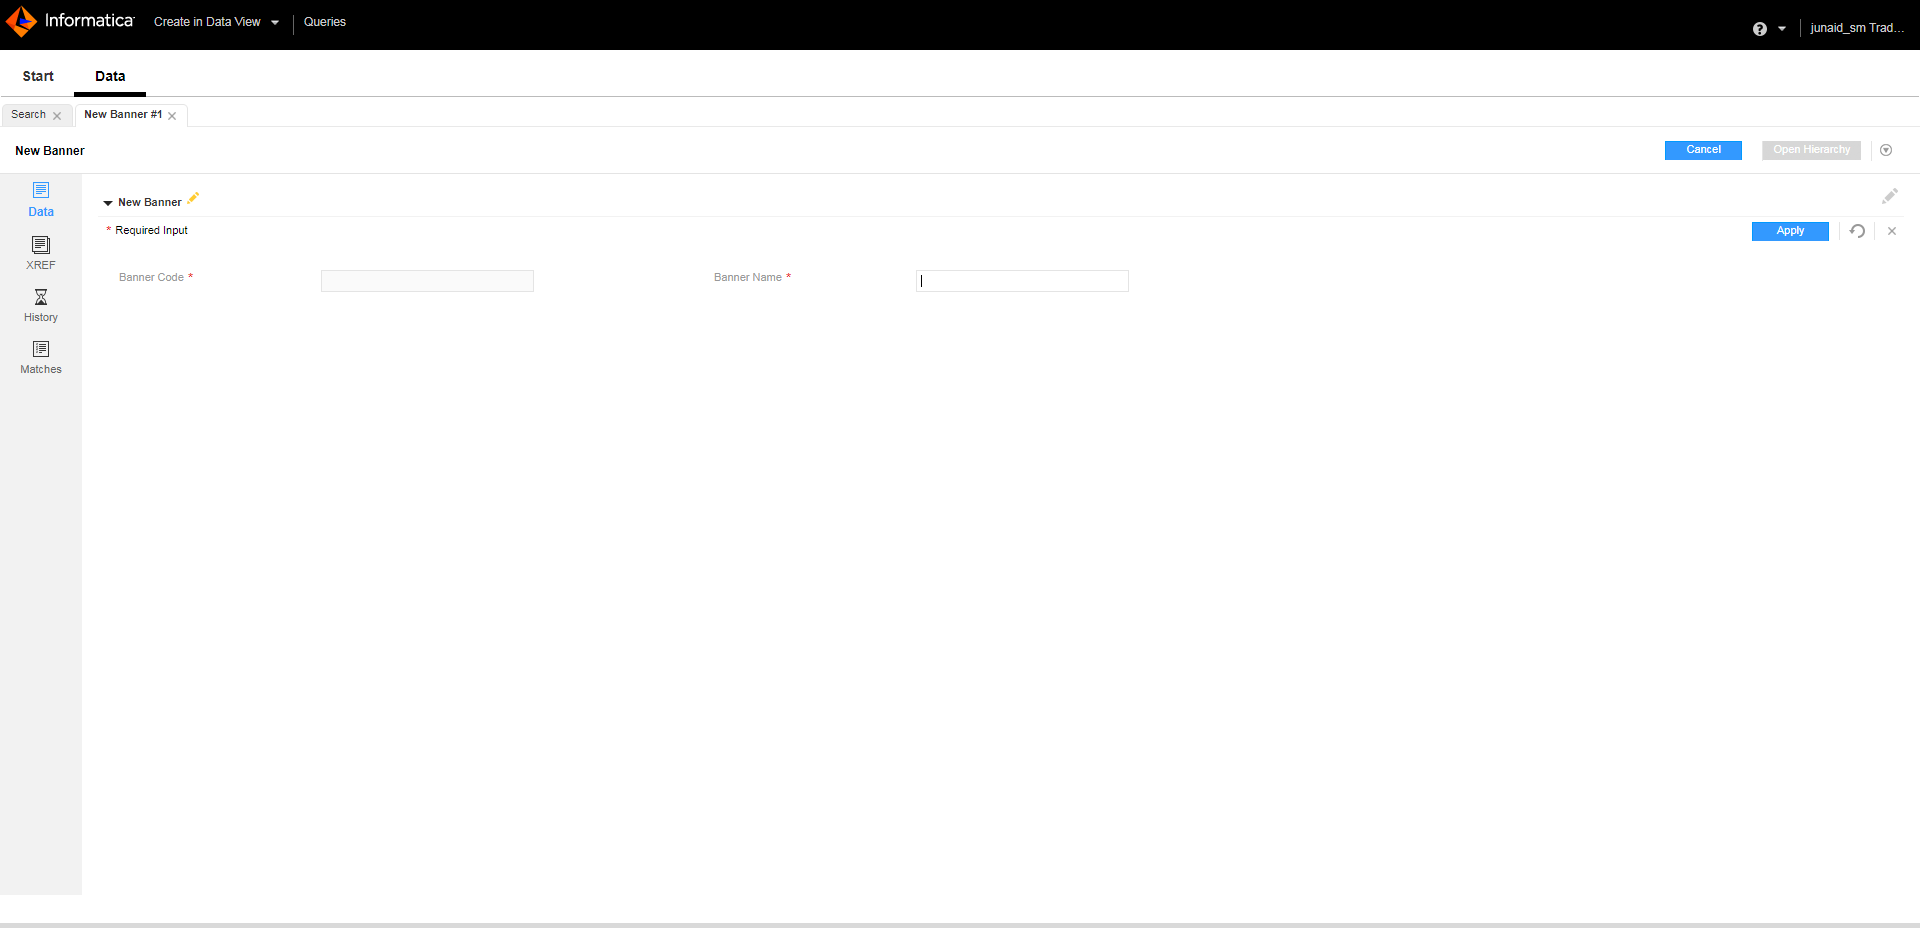 Informatica Create in Data View Queries junaid_sm Trad...
Start Data
Search New Banner #1
New Banner Cancel Open Hierarchy
Data
XREF
History
Matches
New Banner
* Required Input Apply
Banner Code * Banner Name *